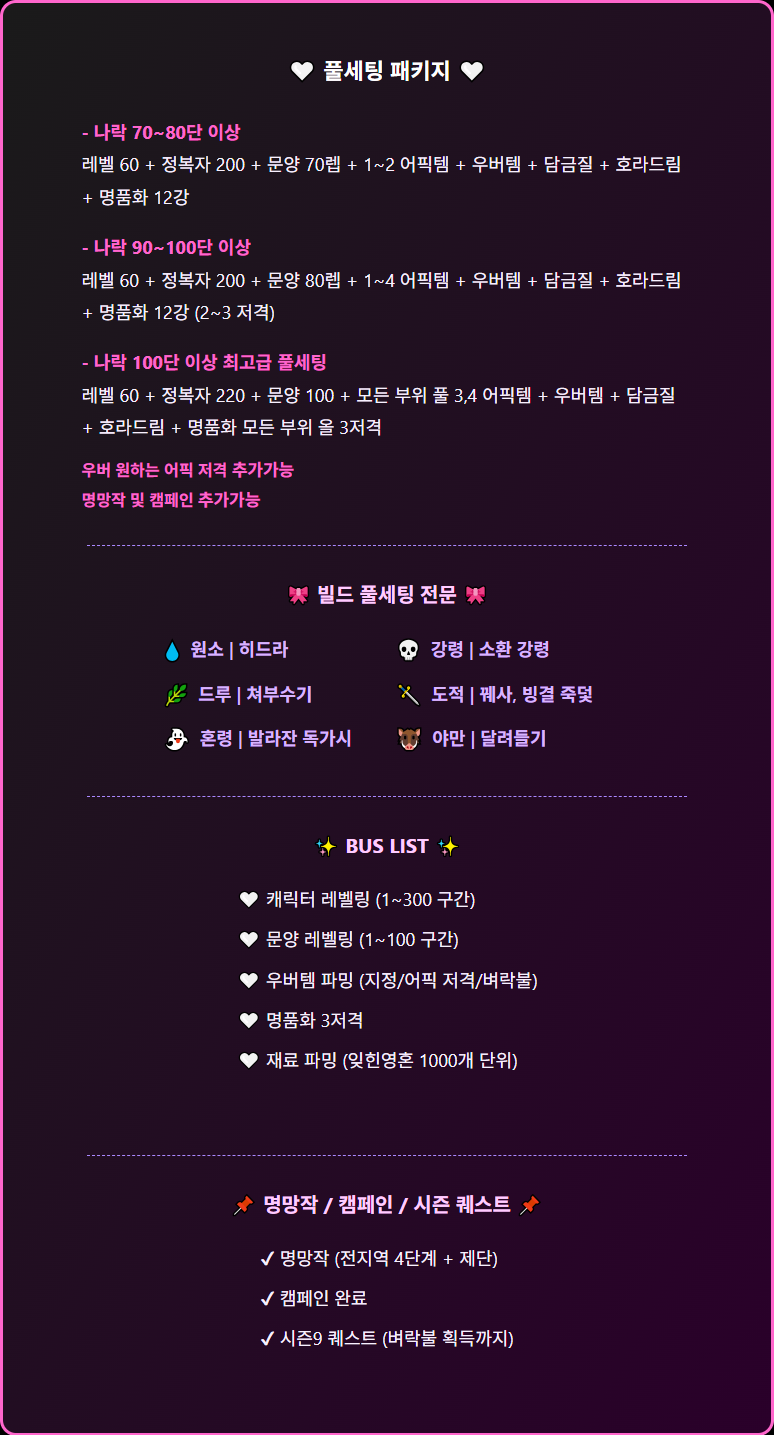 🤍 풀세팅 패키지 🤍
- 나락 70~80단 이상
레벨 60 + 정복자 200 + 문양 70렙 + 1~2 어픽템 + 우버템 + 담금질 + 호라드림
+ 명품화 12강
- 나락 90~100단 이상
레벨 60 + 정복자 200 + 문양 80렙 + 1~4 어픽템 + 우버템 + 담금질 + 호라드림
+ 명품화 12강 (2~3 저격)
- 나락 100단 이상 최고급 풀세팅
레벨 60 + 정복자 220 + 문양 100 + 모든 부위 풀 3,4 어픽템 + 우버템 + 담금질
+ 호라드림 + 명품화 모든 부위 올 3저격
우버 원하는 어픽 저격 추가가능
명망작 및 캠페인 추가가능
🎀 빌드 풀세팅 전문 🎀
💧 원소 | 히드라
💀 강령 | 소환 강령
🌿 드루 | 쳐부수기
🗡️ 도적 | 꿰사, 빙결 죽덫
👻 혼령 | 발라잔 독가시
🐗 야만 | 달려들기
✨ BUS LIST ✨
🤍 캐릭터 레벨링 (1~300 구간)
🤍 문양 레벨링 (1~100 구간)
🤍 우버템 파밍 (지정/어픽 저격/벼락불)
🤍 명품화 3저격
🤍 재료 파밍 (잊힌영혼 1000개 단위)
📌 명망작 / 캠페인 / 시즌 퀘스트 📌
✔ 명망작 (전지역 4단계 + 제단)
✔ 캠페인 완료
✔ 시즌9 퀘스트 (벼락불 획득까지)